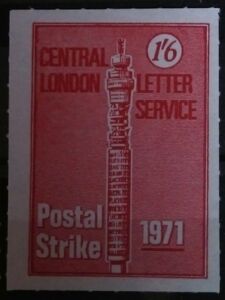 1/6
CENTRAL
LONDON LETTER
SERVICE
Postal
Strike 1971